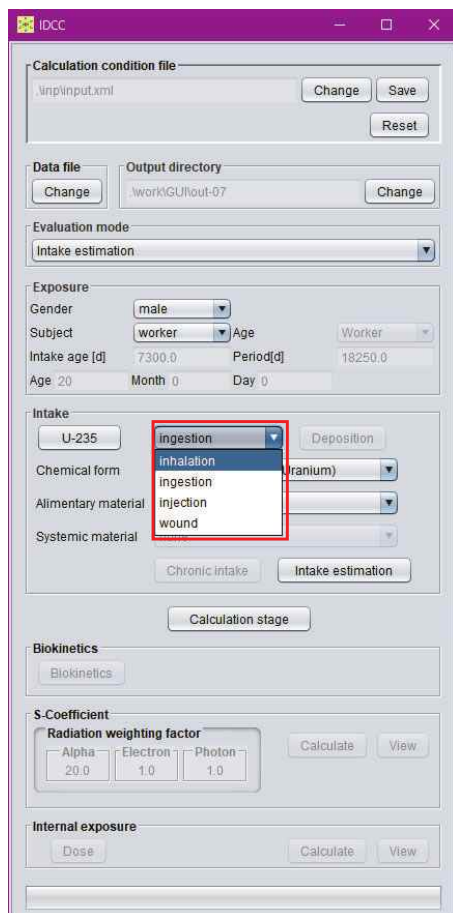 IDCC
Calculation condition file
.\inp\input.xml Change Save
Reset
Data file Output directory
Change .\work\GUI\out-07 Change
Evaluation mode
Intake estimation
Exposure
Gender male
Subject worker Age Worker
Intake age [d] 7300.0 Period[d] 18250.0
Age 20 Month 0 Day 0
Intake
U-235 ingestion Deposition
inhalation
Chemical form Uranium)
ingestion
Alimentary material injection
wound
Systemic material
Chronic intake Intake estimation
Calculation stage
Biokinetics
Biokinetics
S-Coefficient
Radiation weighting factor
Alpha Electron Photon Calculate View
20.0 1.0 1.0
Internal exposure
Dose Calculate View